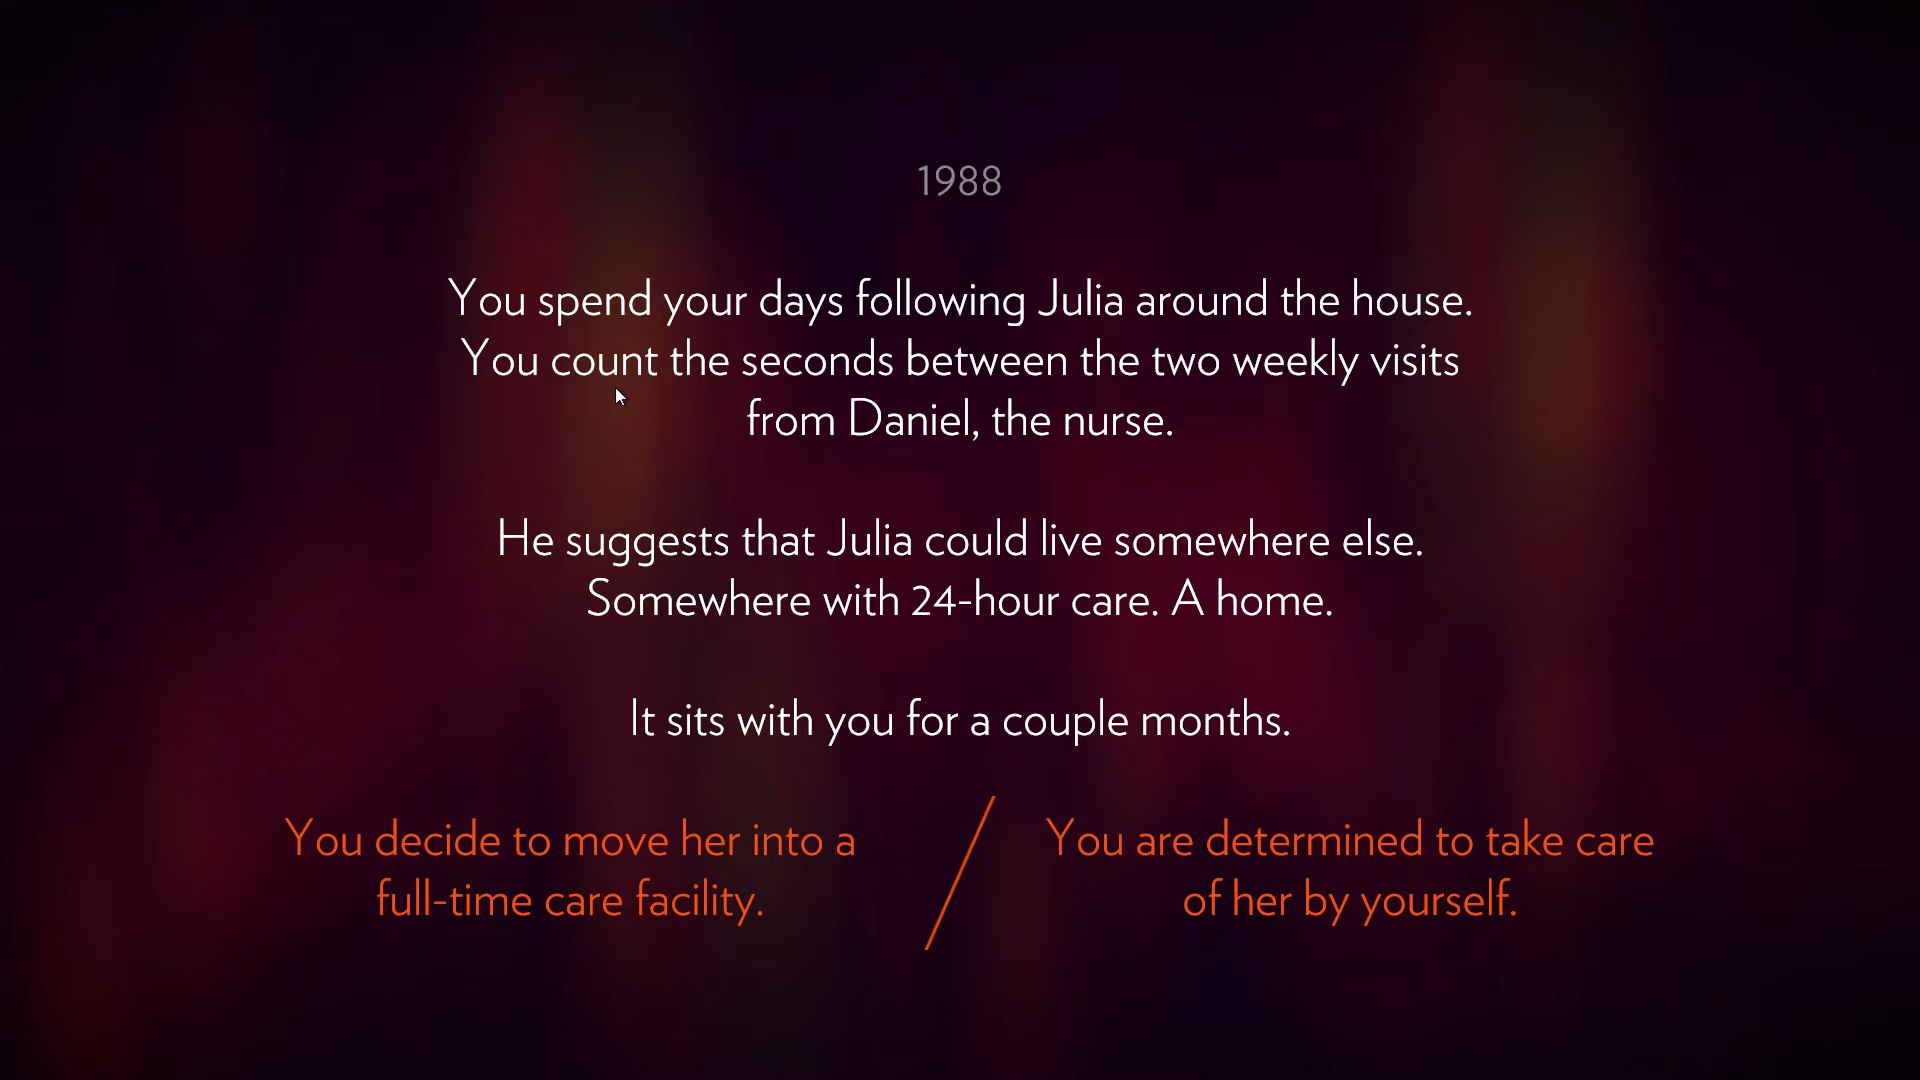 1988
You spend your days following Julia around the house.
You count the seconds between the two weekly visits
from Daniel, the nurse.
He suggests that Julia could live somewhere else.
Somewhere with 24-hour care. A home.
It sits with you for a couple months.
You decide to move her into a
full-time care facility.
/
You are determined to take care
of her by yourself.